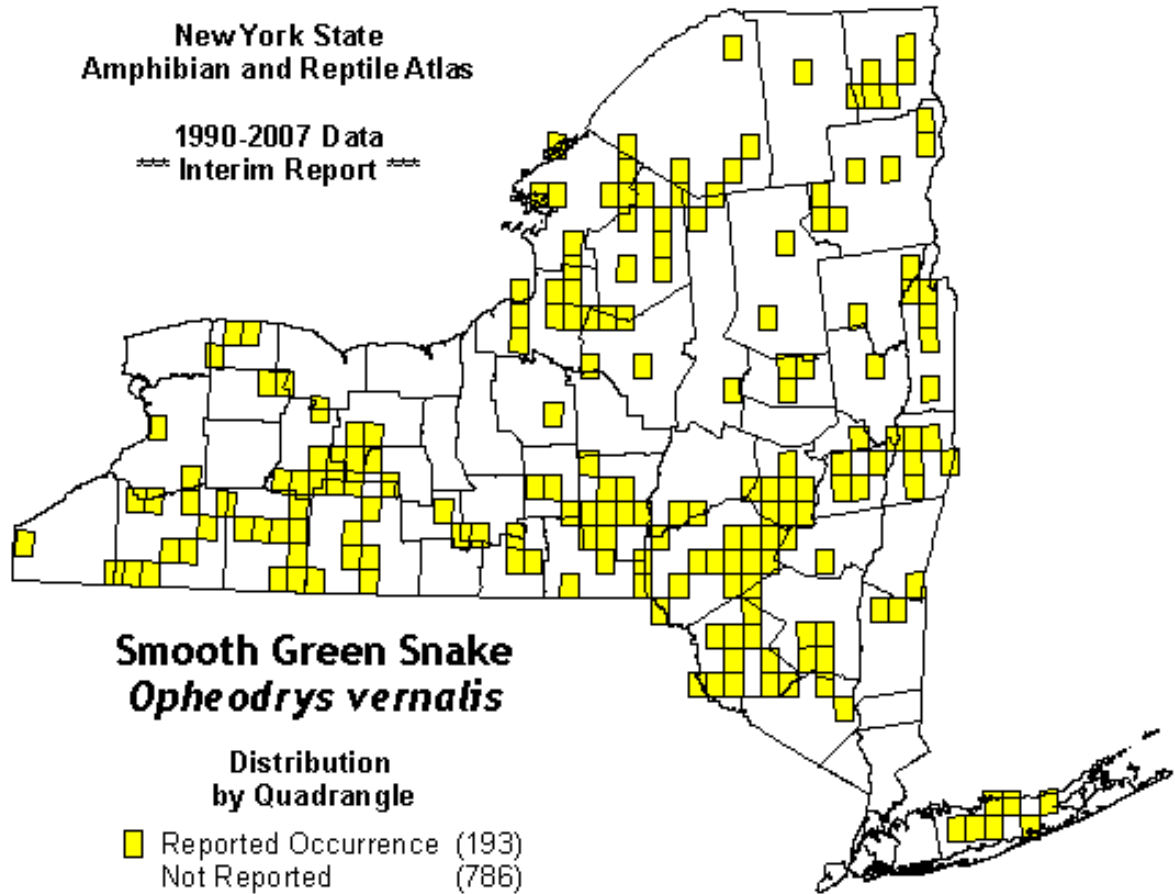 New York State
Amphibian and Reptile Atlas
1990-2007 Data
*** Interim Report ***
Smooth Green Snake
Opheodrys vernalis
Distribution
by Quadrangle
Reported Occurrence (193)
Not Reported (786)